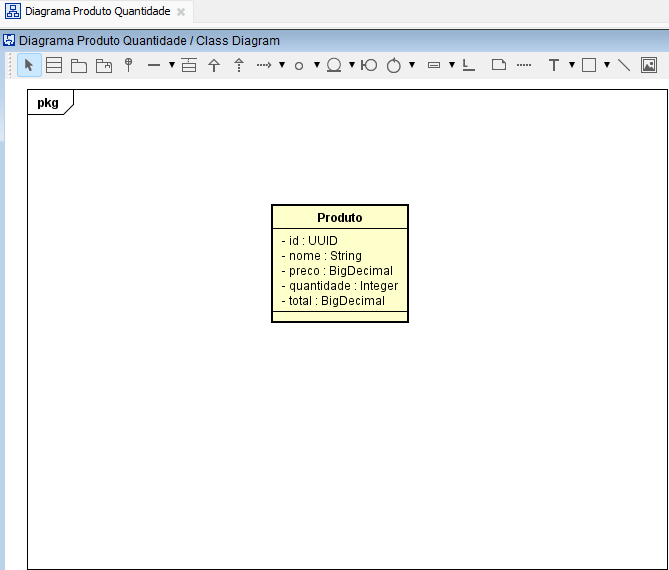 Diagrama Produto Quantidade
Diagrama Produto Quantidade / Class Diagram
T
pkg
Produto
- id : UUID
- nome : String
- preco : BigDecimal
- quantidade : Integer
- total : BigDecimal